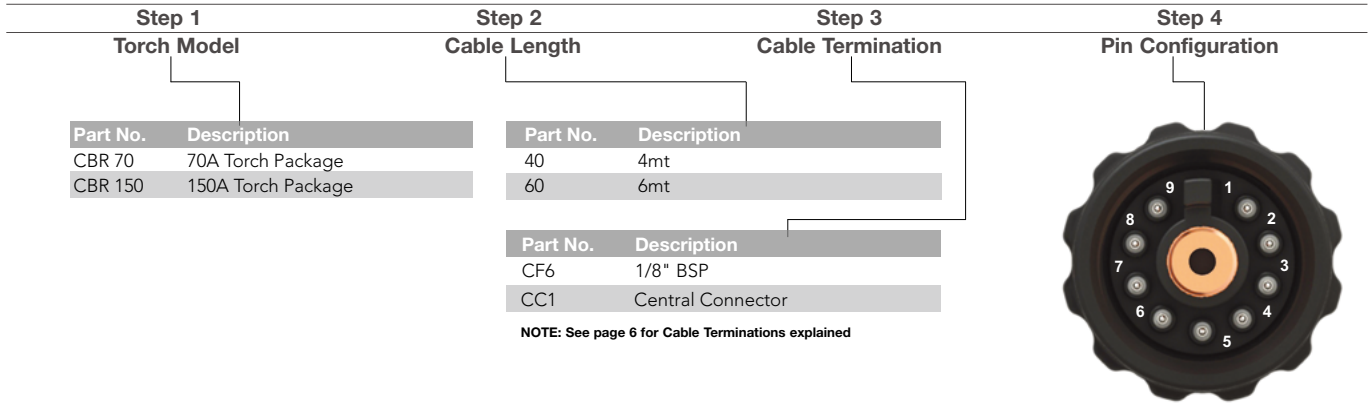 Step 1 Step 2 Step 3 Step 4
Torch Model Cable Length Cable Termination Pin Configuration
Part No. Description
CBR 70 70A Torch Package
CBR 150 150A Torch Package
Part No. Description
40 4mt
60 6mt
Part No. Description
CF6 1/8" BSP
CC1 Central Connector
NOTE: See page 6 for Cable Terminations explained
9 1
8 2
7 3
6 4
5